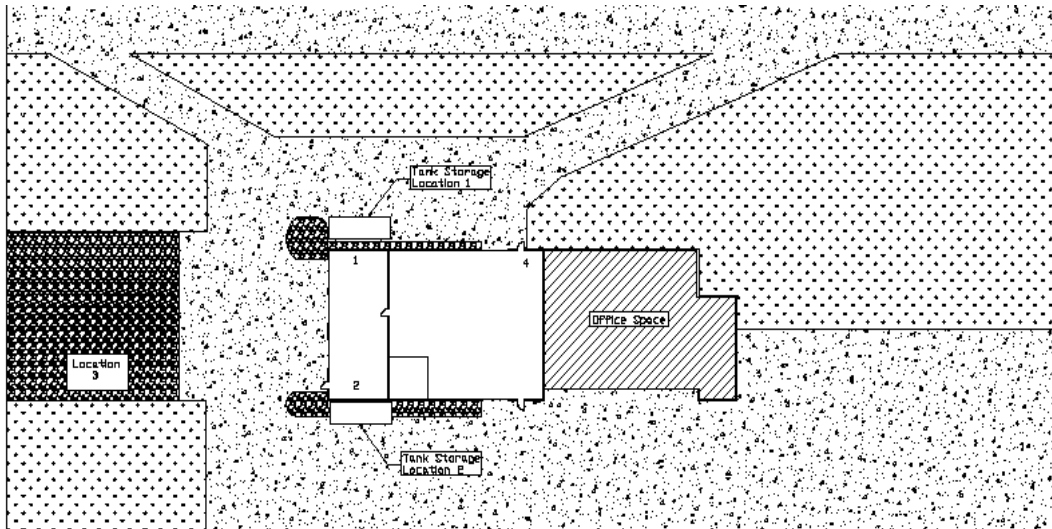 Tank Storage
Location 1
1
4
Office Space
Location
3
2
Tank Storage
Location 2